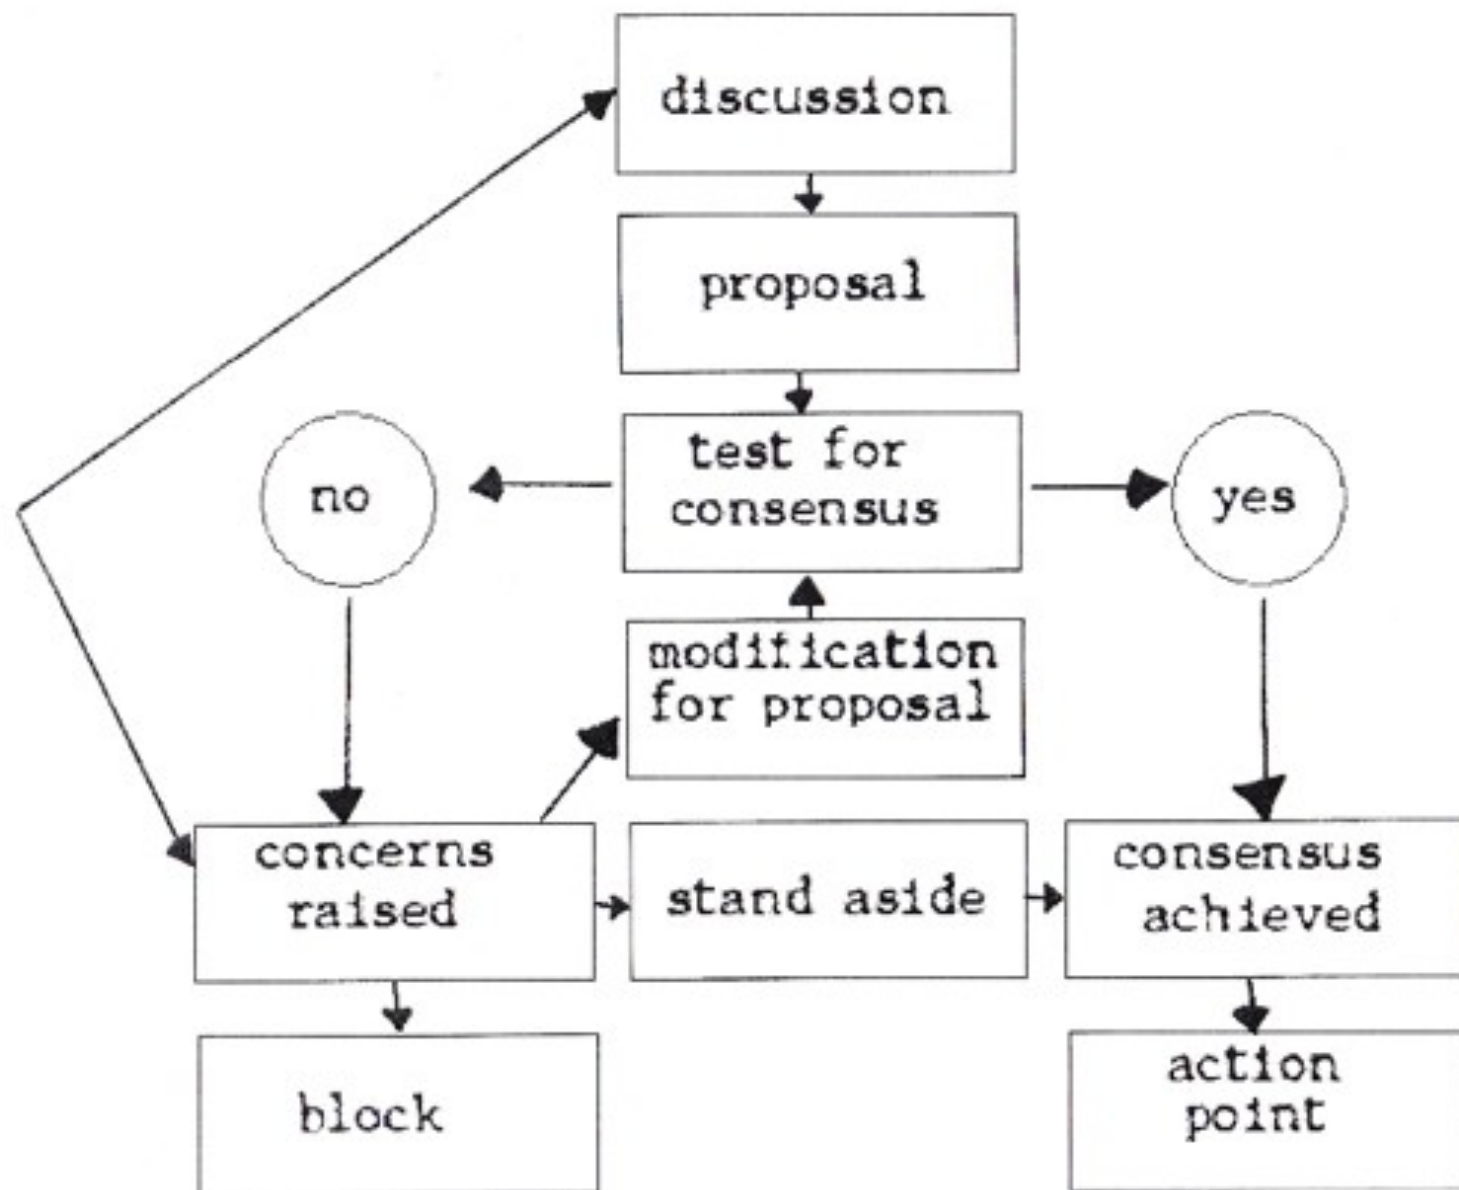 discussion
proposal
test for
consensus
no
yes
modification
for proposal
concerns
raised
stand aside
consensus
achieved
block
action
point